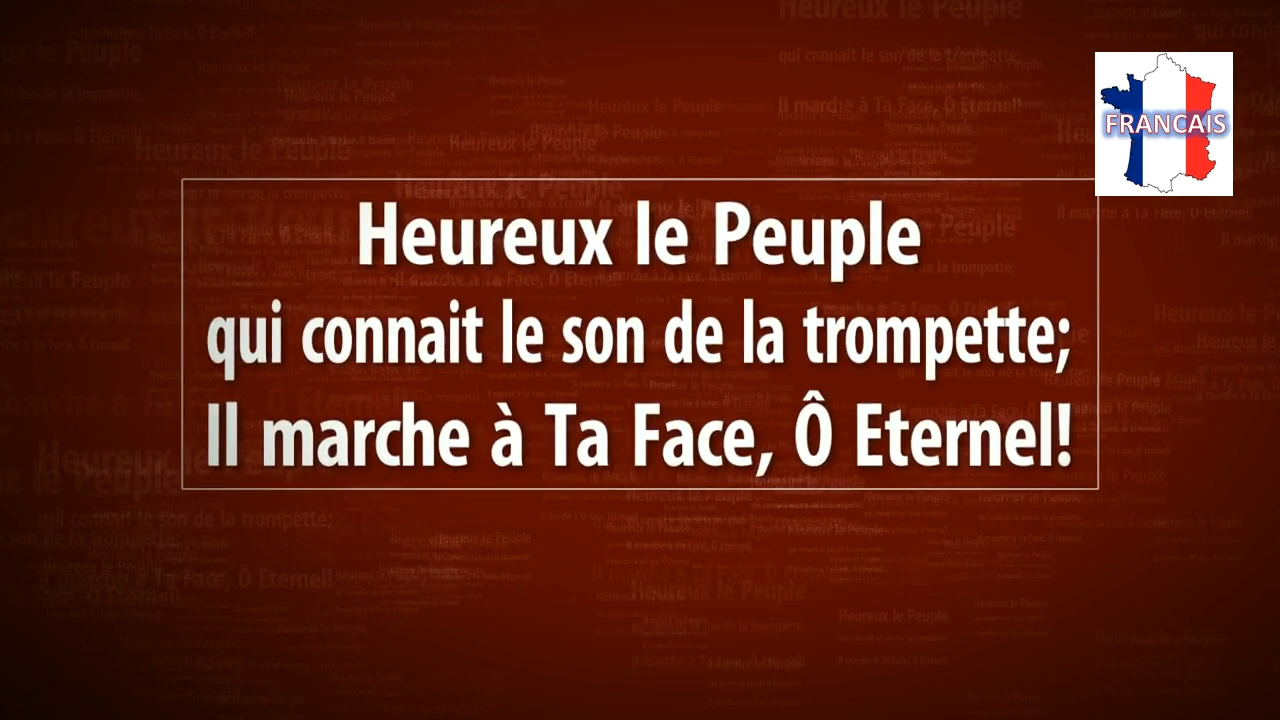 FRANCAIS
Heureux le Peuple
qui connait le son de la trompette;
Il marche à Ta Face, Ô Eternel!